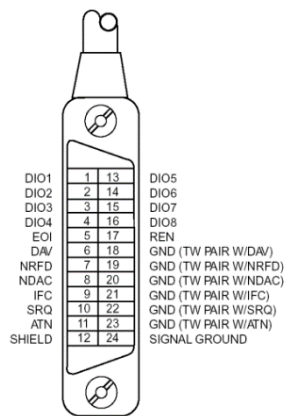 DIO1 1 13 DIO5
DIO2 2 14 DIO6
DIO3 3 15 DIO7
DIO4 4 16 DIO8
EOI 5 17 REN
DAV 6 18 GND (TW PAIR W/DAV)
NRFD 7 19 GND (TW PAIR W/NRFD)
NDAC 8 20 GND (TW PAIR W/NDAC)
IFC 9 21 GND (TW PAIR W/IFC)
SRQ 10 22 GND (TW PAIR W/SRQ)
ATN 11 23 GND (TW PAIR W/ATN)
SHIELD 12 24 SIGNAL GROUND